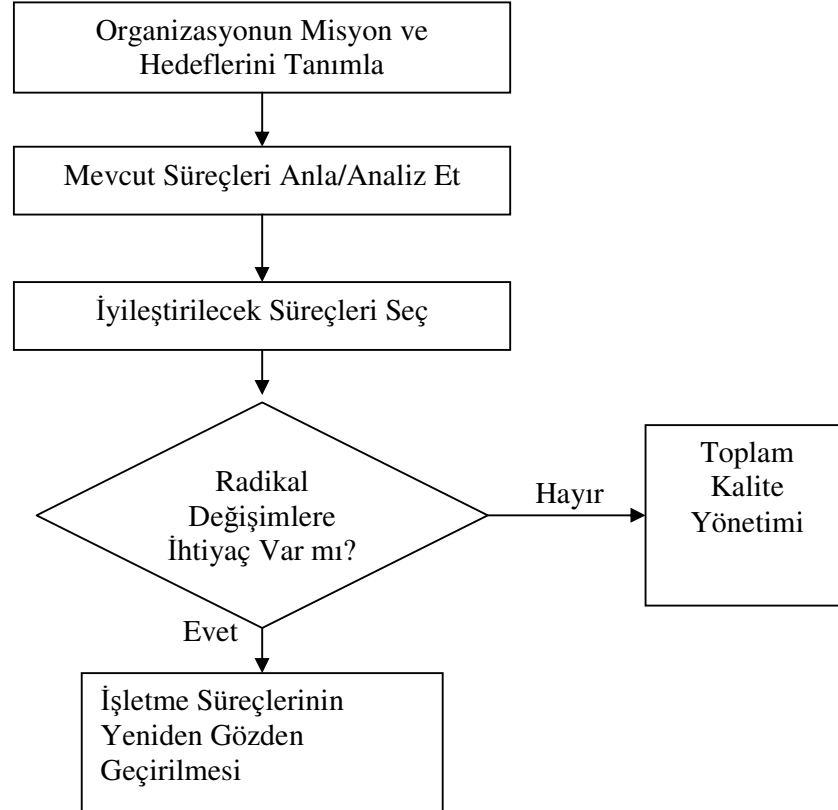 Organizasyonun Misyon ve
Hedeflerini Tanımla
Mevcut Süreçleri Anla/Analiz Et
İyileştirilecek Süreçleri Seç
Radikal
Değişimlere
İhtiyaç Var mı?
Hayır
Toplam
Kalite
Yönetimi
Evet
İşletme Süreçlerinin
Yeniden Gözden
Geçirilmesi